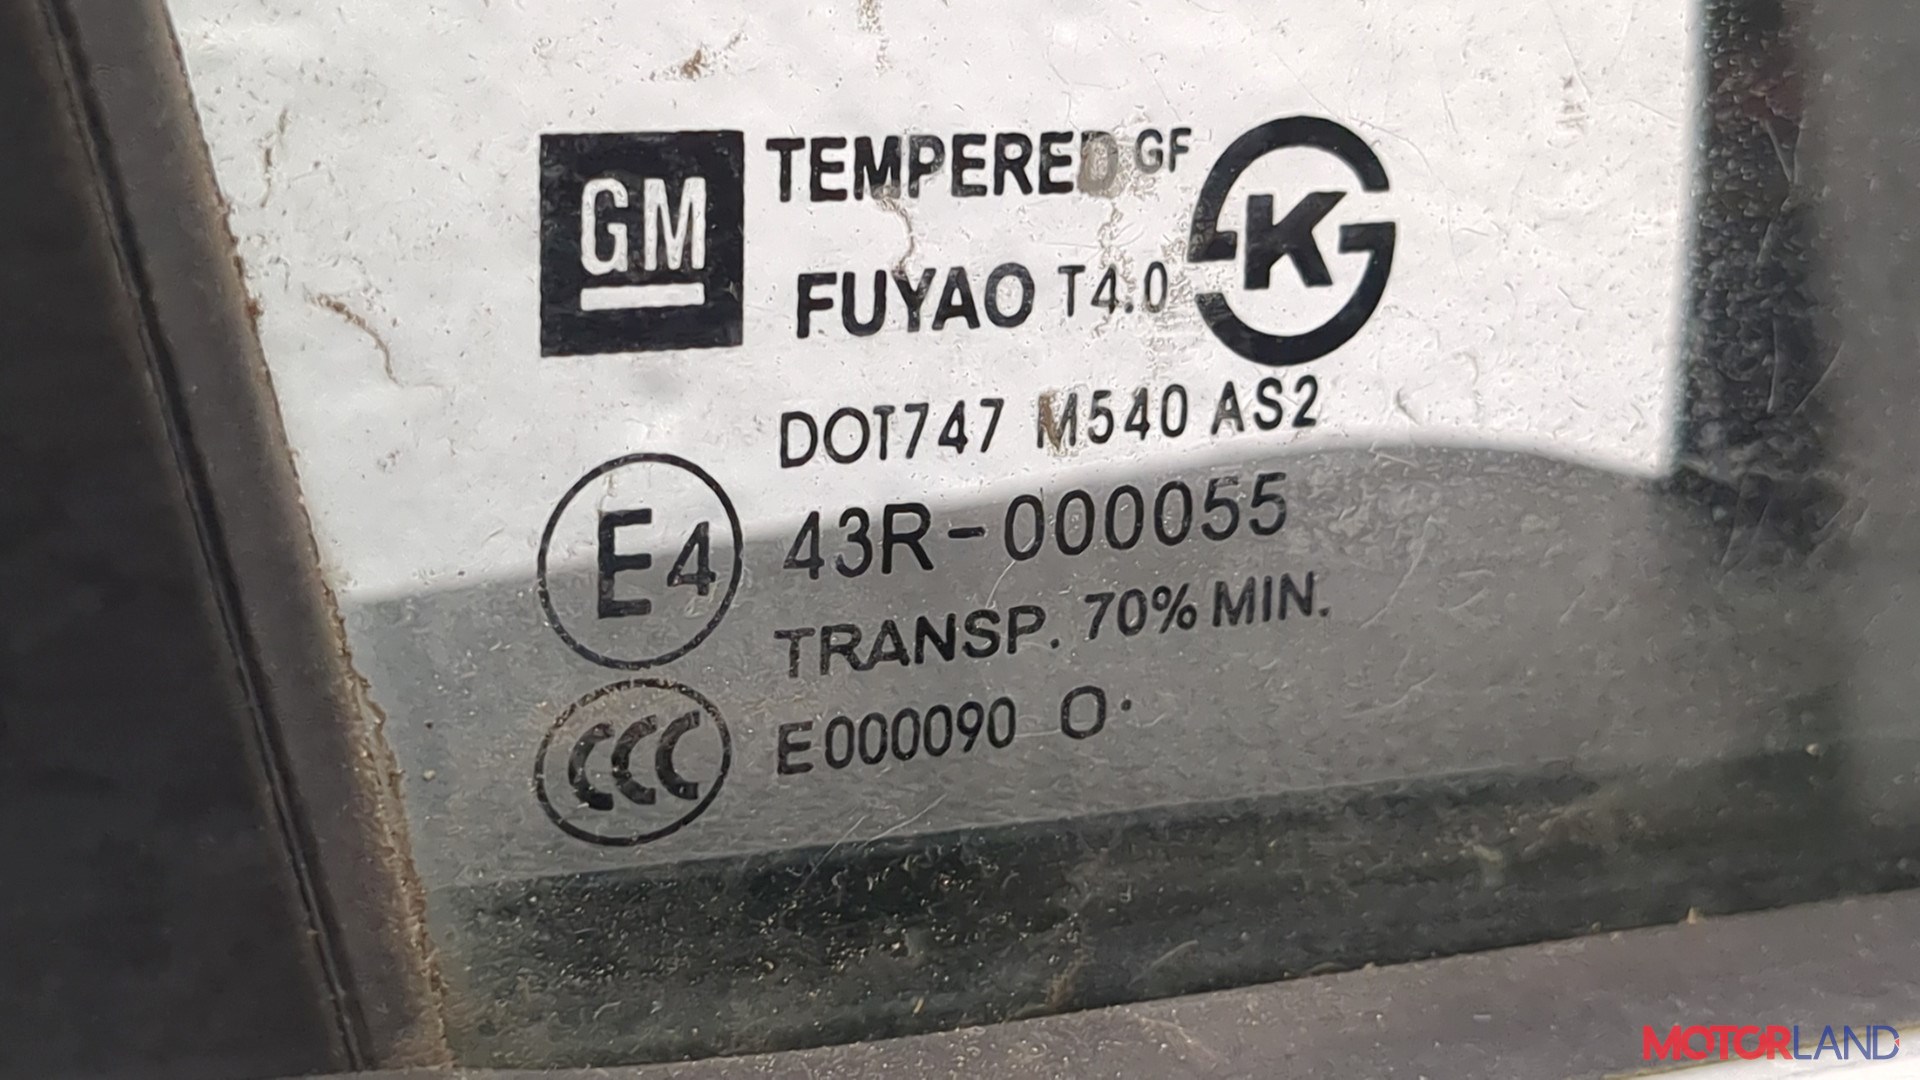 GM
TEMPERED GF
K
FUYAO T4.0
DOT747 M540 AS2
E4 43R-000055
TRANSP. 70% MIN.
CCC E000090 O·
MOTORLAND